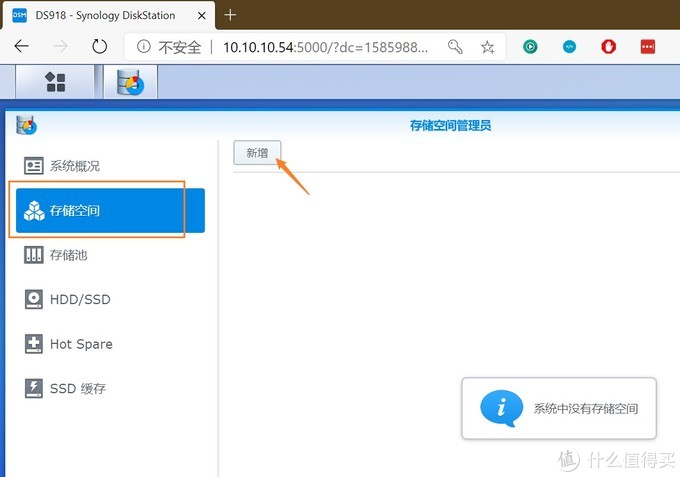 DSM
DS918 - Synology DiskStation
不安全
10.10.10.54:5000/?dc=1585988...
存储空间管理员
系统概况
存储空间
存储池
HDD/SSD
Hot Spare
SSD 缓存
新增
系统中没有存储空间
值 什么值得买